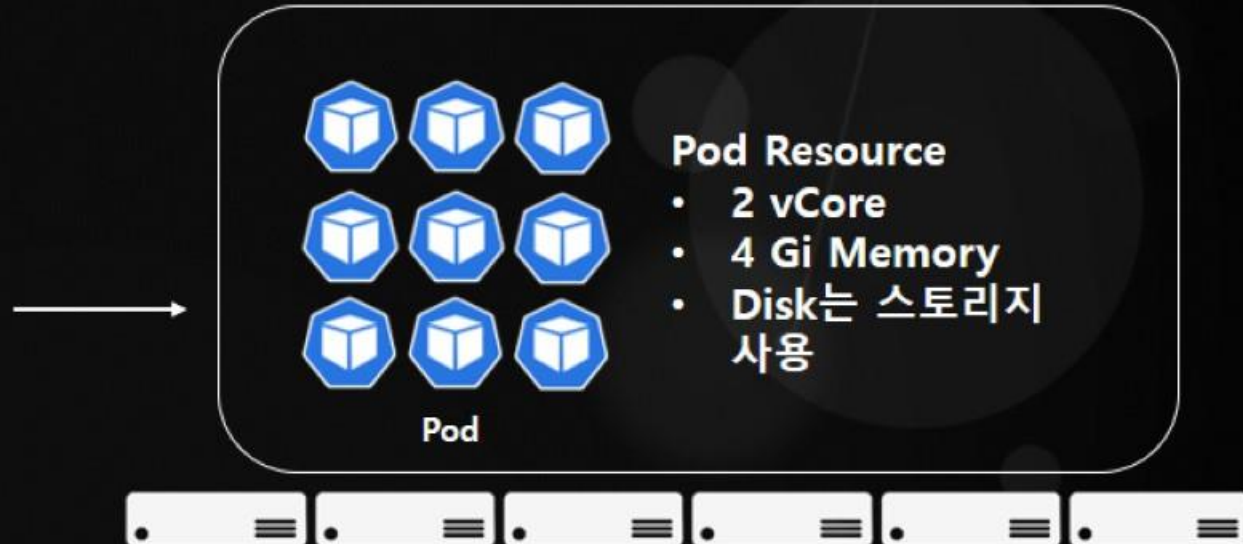 Pod Resource
• 2 vCore
• 4 Gi Memory
• Disk는 스토리지
사용
Pod